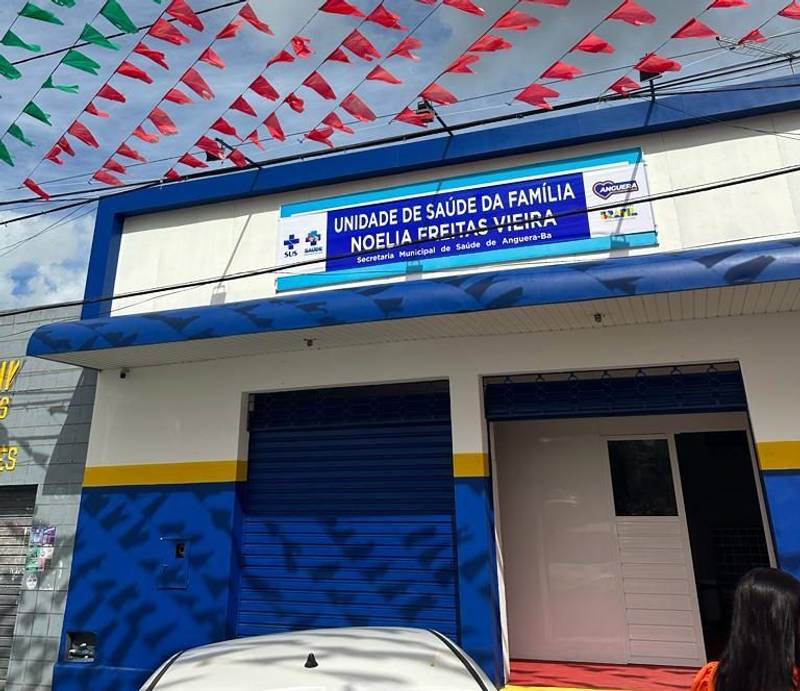 UNIDADE DE SAÚDE DA FAMÍLIA
NOELIA FREITAS VIEIRA
Secretaria Municipal de Saúde de Anguera-Ba
SUS
SAÚDE
ANGUERA